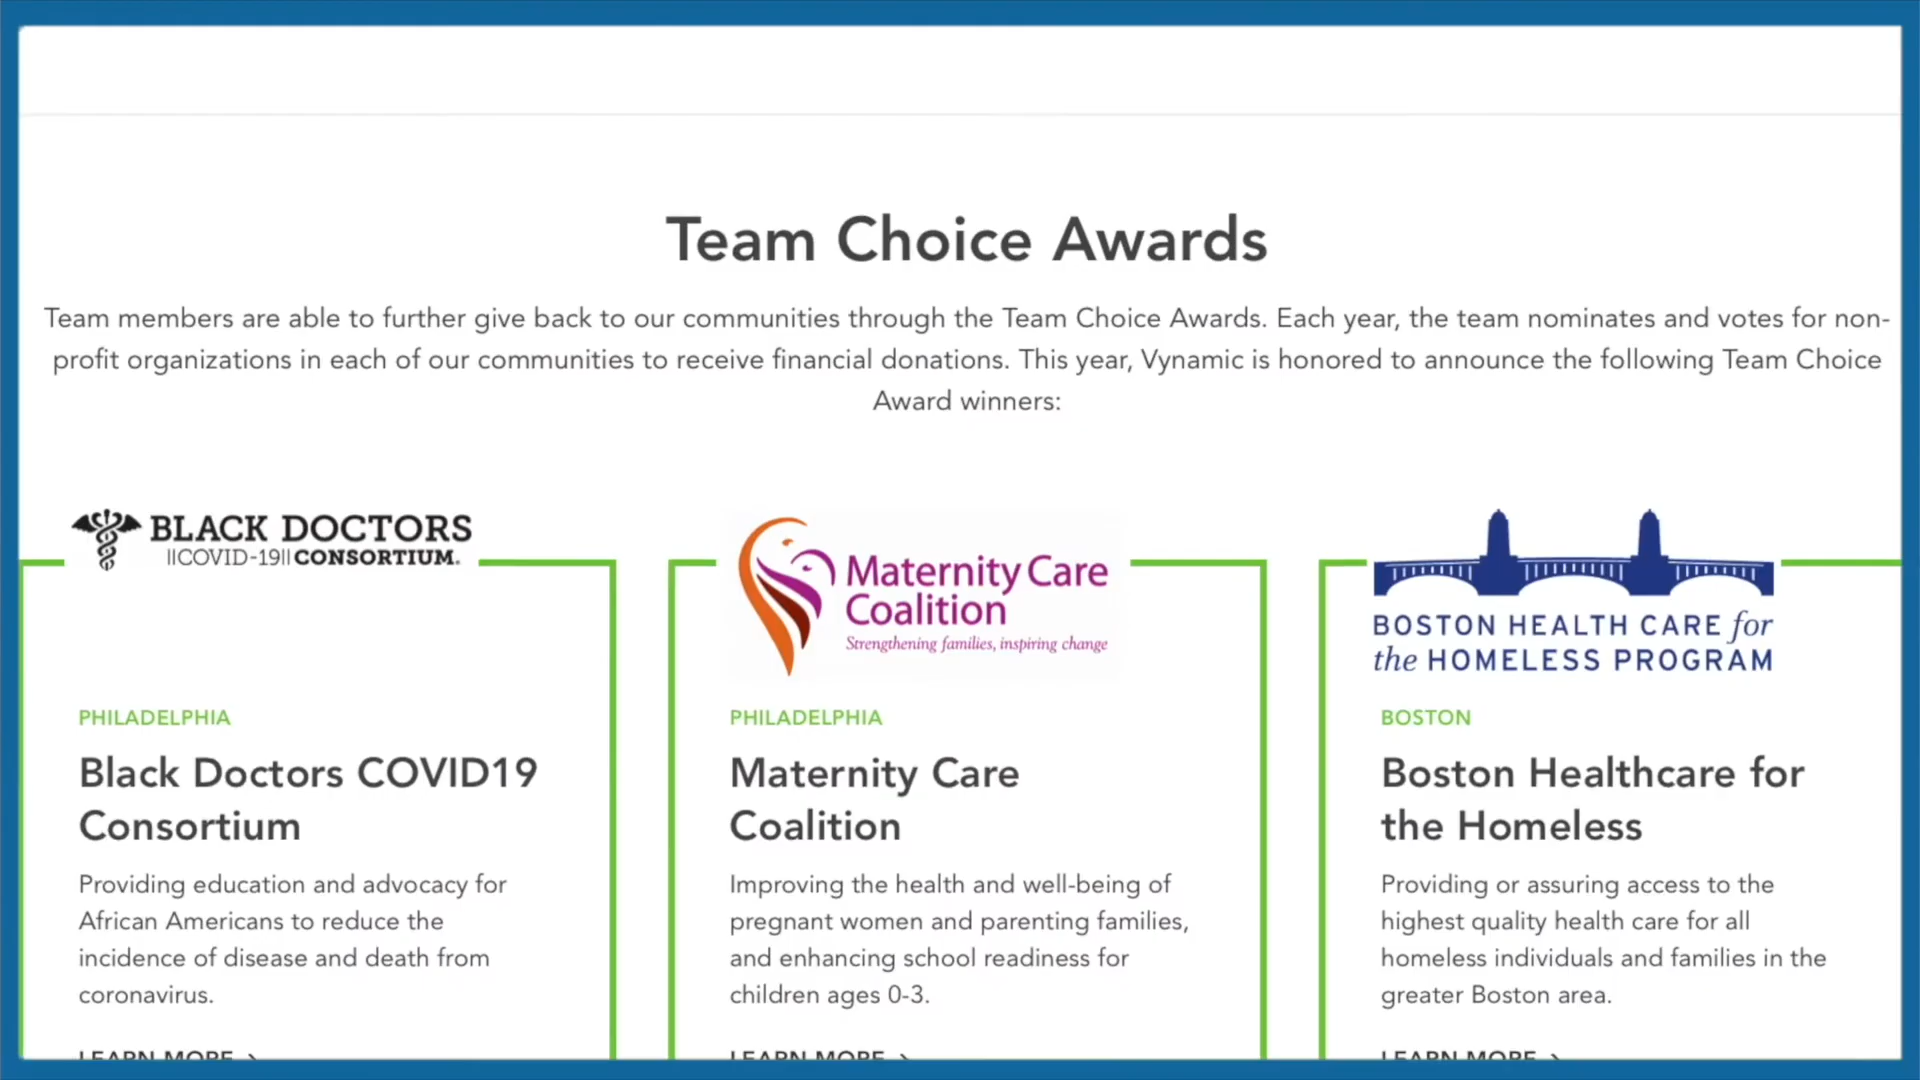 Team Choice Awards
Team members are able to further give back to our communities through the Team Choice Awards. Each year, the team nominates and votes for non-
profit organizations in each of our communities to receive financial donations. This year, Vynamic is honored to announce the following Team Choice
Award winners:
BLACK DOCTORS
||COVID-19|| CONSORTIUM.
PHILADELPHIA
Black Doctors COVID19
Consortium
Providing education and advocacy for
African Americans to reduce the
incidence of disease and death from
coronavirus.
LEARN MORE >
Maternity Care
Coalition
Strengthening families, inspiring change
PHILADELPHIA
Maternity Care
Coalition
Improving the health and well-being of
pregnant women and parenting families,
and enhancing school readiness for
children ages 0-3.
LEARN MORE >
BOSTON HEALTH CARE for
the HOMELESS PROGRAM
BOSTON
Boston Healthcare for
the Homeless
Providing or assuring access to the
highest quality health care for all
homeless individuals and families in the
greater Boston area.
LEARN MORE >